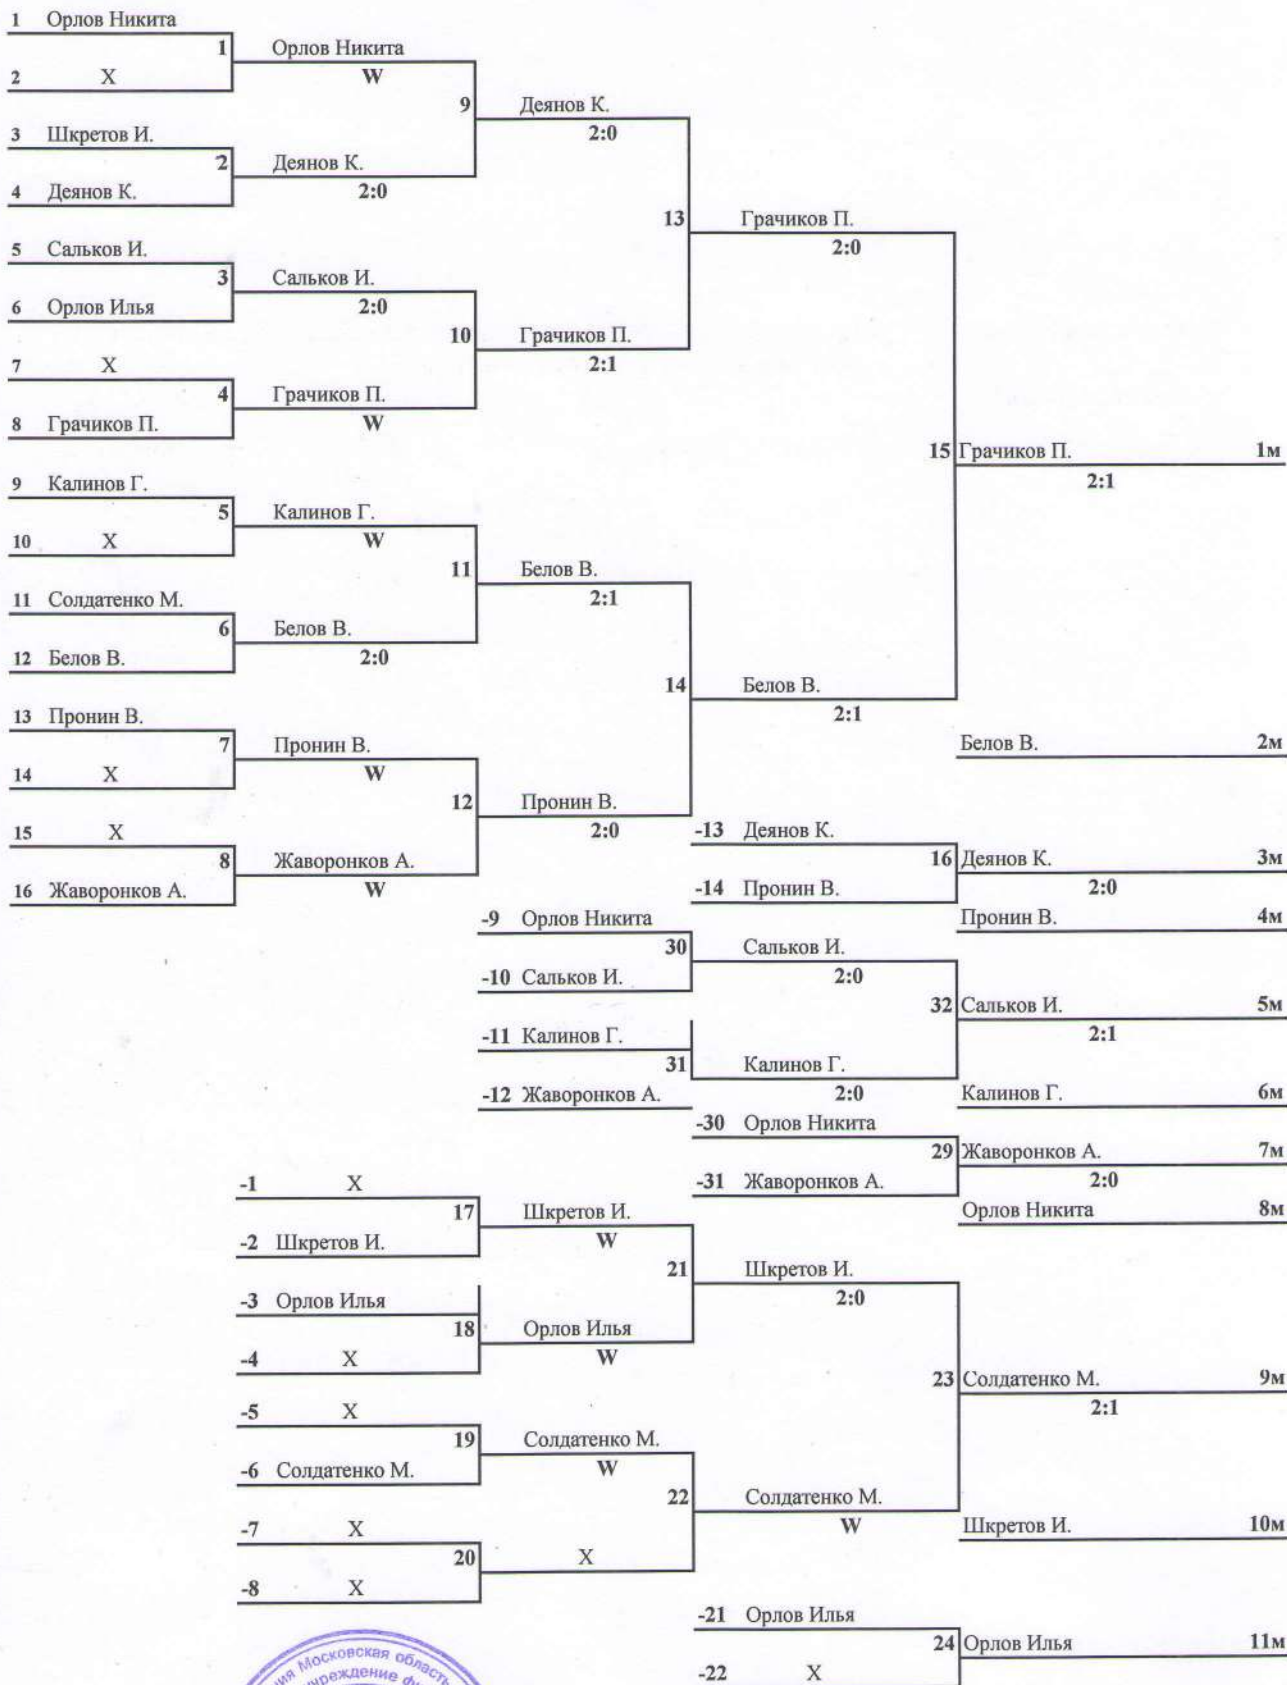 1 Орлов Никита
1 Орлов Никита
2 X W
9 Деянов К.
3 Шкретов И. 2:0
2 Деянов К.
4 Деянов К. 2:0
13 Грачиков П.
5 Сальков И. 2:0
3 Сальков И.
6 Орлов Илья 2:0
10 Грачиков П.
7 X 2:1
4 Грачиков П.
8 Грачиков П. W
15 Грачиков П. 1м
9 Калинов Г. 2:1
5 Калинов Г.
10 X W
11 Белов В.
11 Солдатенко М. 2:1
6 Белов В.
12 Белов В. 2:0
14 Белов В.
13 Пронин В. 2:1
7 Пронин В. Белов В. 2м
14 X W
12 Пронин В.
15 X 2:0 -13 Деянов К.
8 Жаворонков А. 16 Деянов К. 3м
16 Жаворонков А. W -14 Пронин В. 2:0
-9 Орлов Никита Пронин В. 4м
30 Сальков И.
-10 Сальков И. 2:0
32 Сальков И. 5м
-11 Калинов Г. 2:1
31 Калинов Г.
-12 Жаворонков А. 2:0 Калинов Г. 6м
-30 Орлов Никита
29 Жаворонков А. 7м
-1 X -31 Жаворонков А. 2:0
17 Шкретов И. Орлов Никита 8м
-2 Шкретов И. W
21 Шкретов И.
-3 Орлов Илья 2:0
18 Орлов Илья
-4 X W
23 Солдатенко М. 9м
-5 X 2:1
19 Солдатенко М.
-6 Солдатенко М. W
22 Солдатенко М.
-7 X W Шкретов И. 10м
20 X
-8 X
-21 Орлов Илья
24 Орлов Илья 11м
-22 X
Московская область